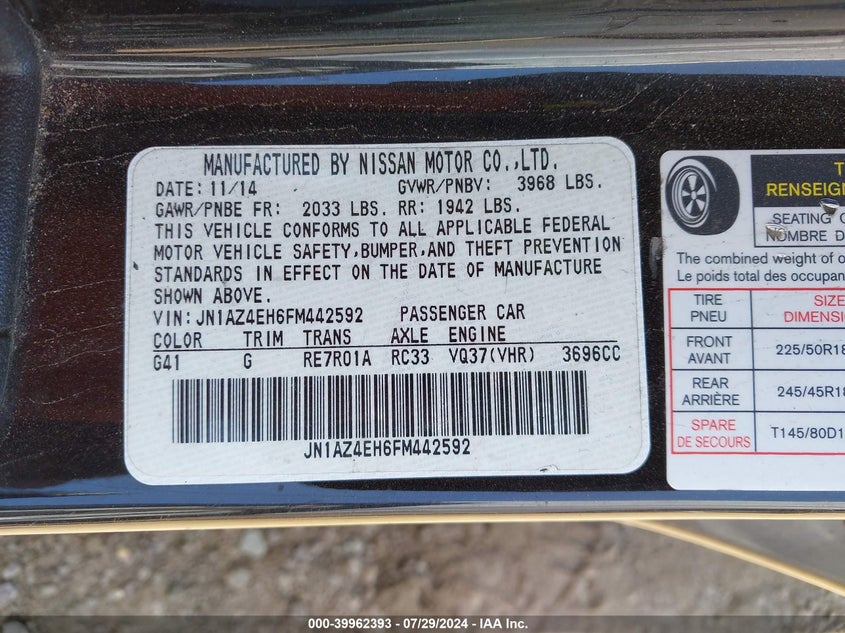 MANUFACTURED BY NISSAN MOTOR CO.,LTD.
DATE: 11/14 GVWR/PNBV: 3968 LBS.
GAWR/PNBE FR: 2033 LBS. RR: 1942 LBS.
THIS VEHICLE CONFORMS TO ALL APPLICABLE FEDERAL
MOTOR VEHICLE SAFETY,BUMPER,AND THEFT PREVENTION
STANDARDS IN EFFECT ON THE DATE OF MANUFACTURE
SHOWN ABOVE.
VIN: JN1AZ4EH6FM442592 PASSENGER CAR
COLOR TRIM TRANS AXLE ENGINE
G41 G RE7R01A RC33 VQ37(VHR) 3696CC
JN1AZ4EH6FM442592
RENSEIG
SEATING
NOMBRE D
The combined weight of o
Le poids total des occupan
TIRE SIZE
PNEU DIMENSI
FRONT
AVANT
225/50R18
REAR
ARRIÈRE
245/45R18
SPARE
DE SECOURS
T145/80D1
000-39962393 - 07/29/2024 - IAA Inc.